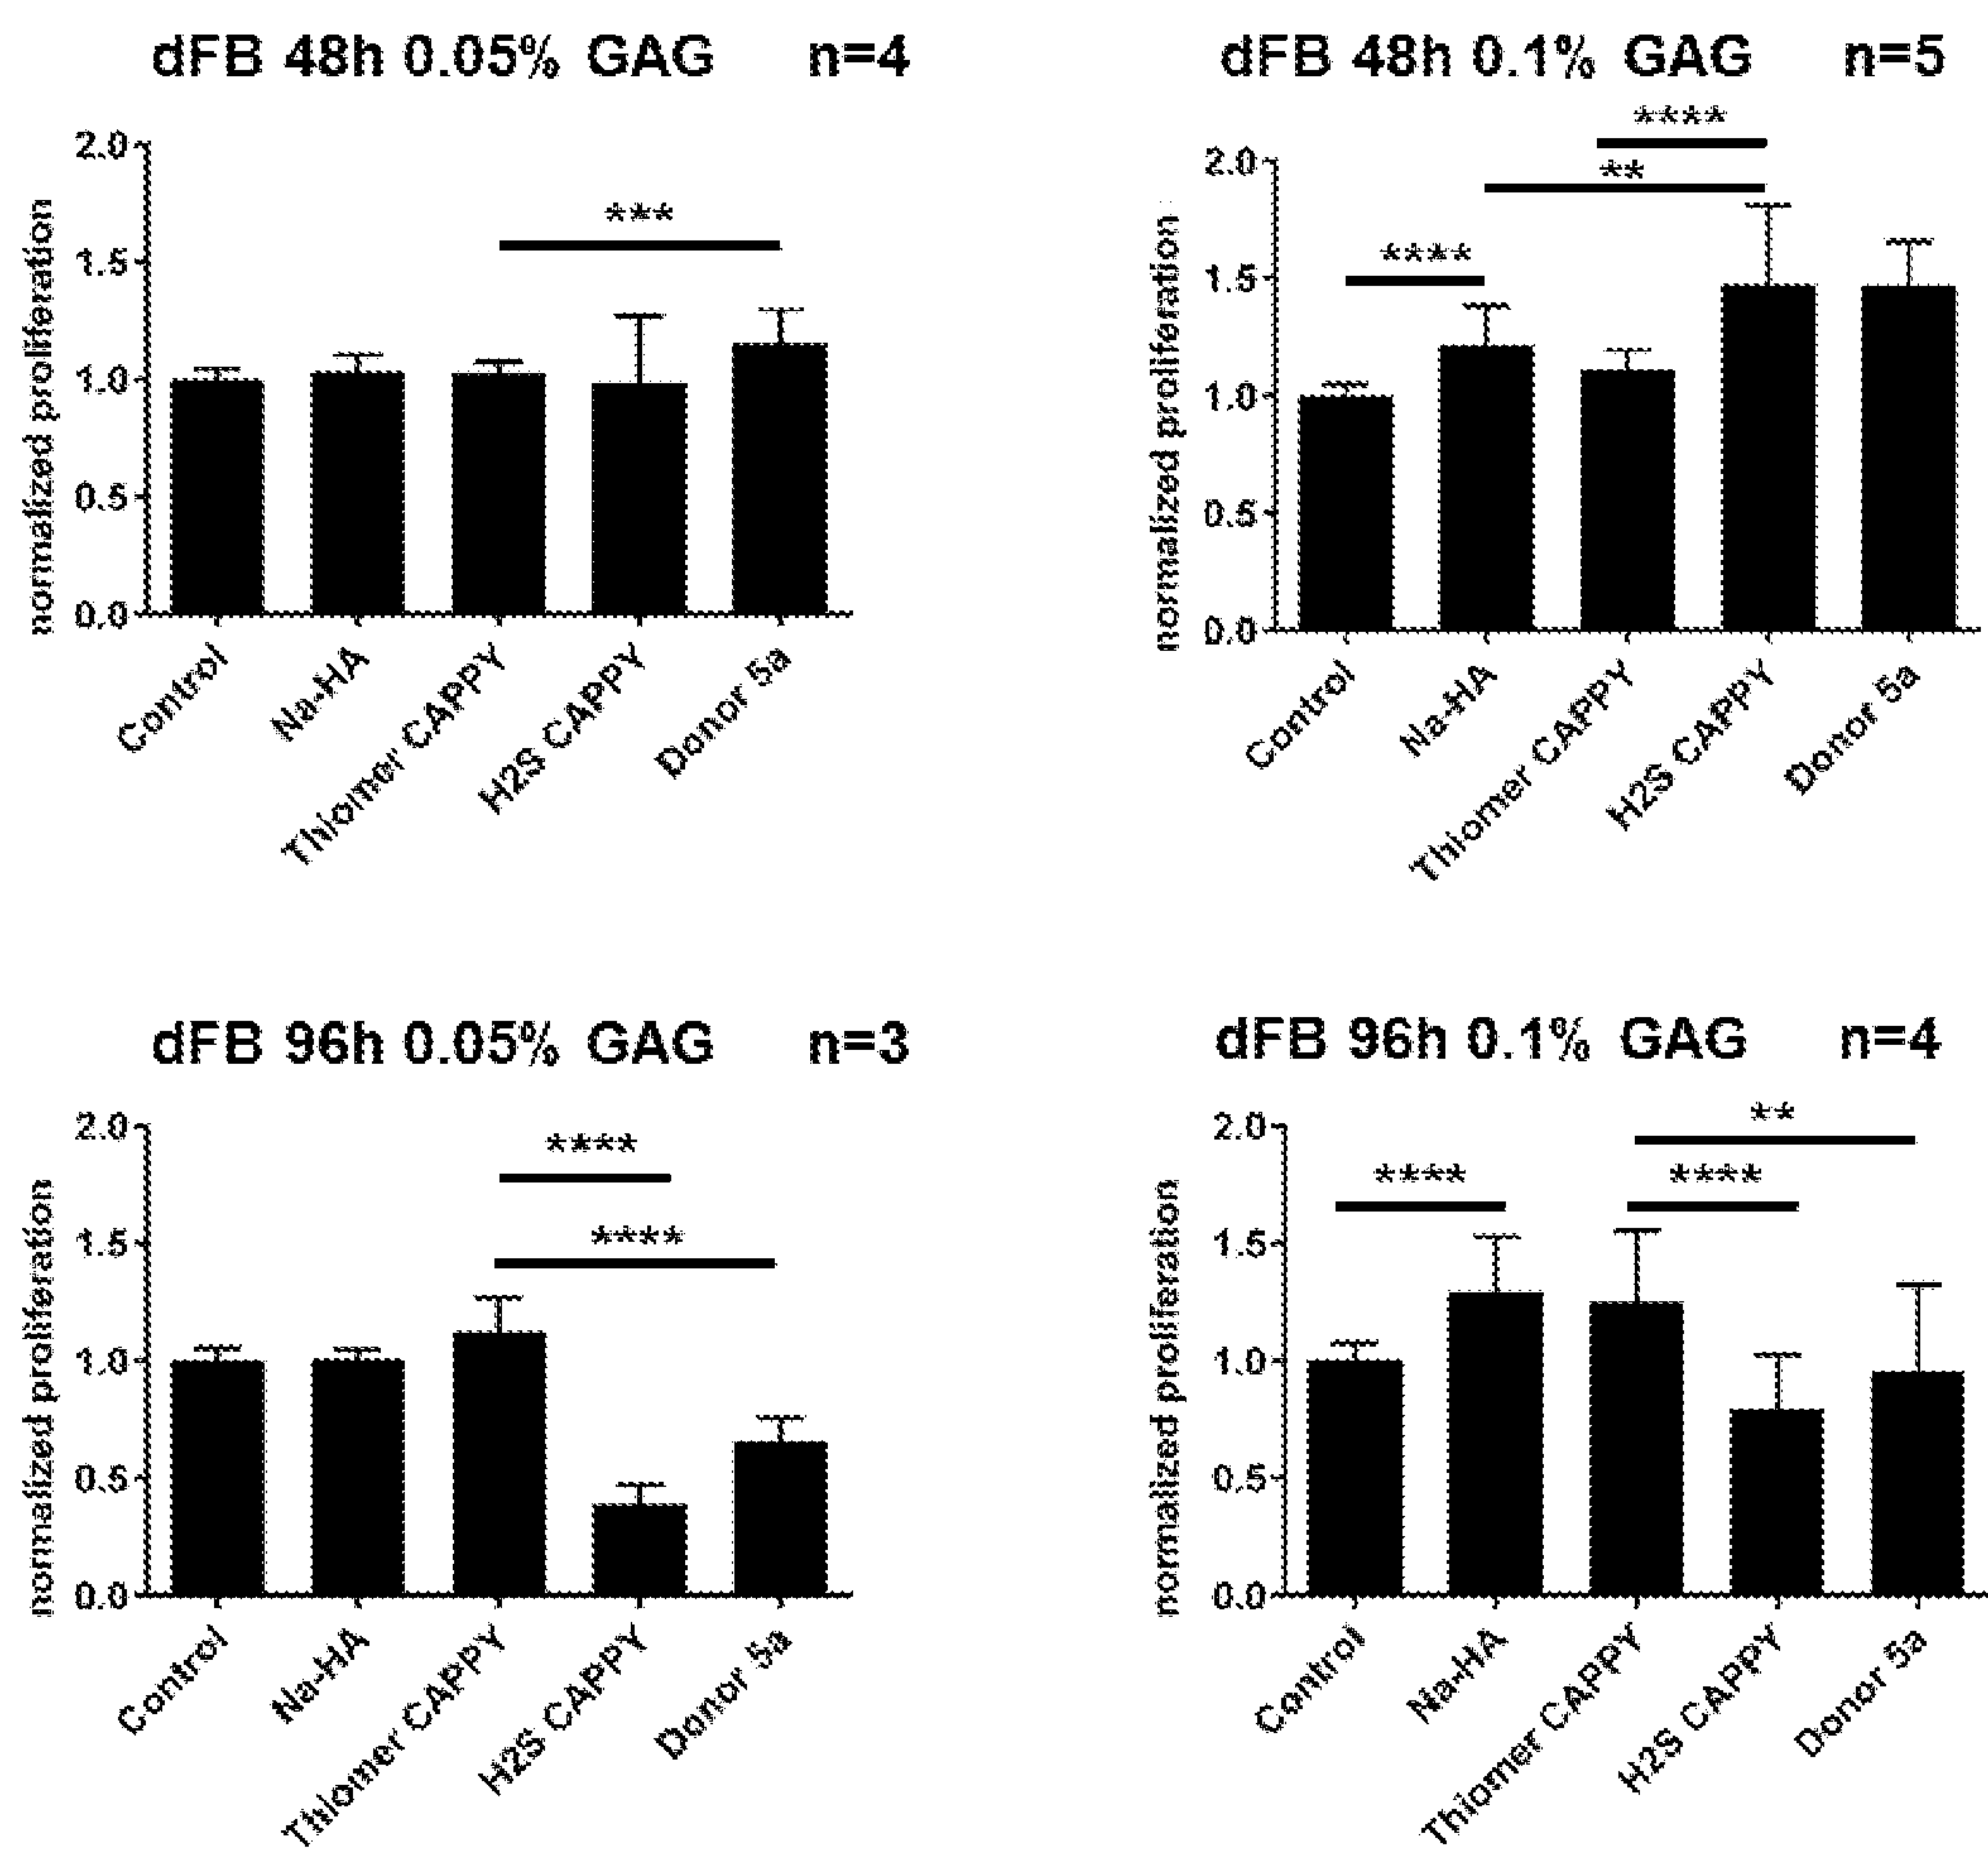 dFB 48h 0.05% GAG n=4
***
normalized proliferation
2.0
1.5
1.0
0.5
0.0
Control
Na-HA
Thiomer CAPPY
H2S CAPPY
Donor 5a
dFB 48h 0.1% GAG n=5
****
**
****
normalized proliferation
2.0
1.5
1.0
0.5
0.0
Control
Na-HA
Thiomer CAPPY
H2S CAPPY
Donor 5a
dFB 96h 0.05% GAG n=3
****
****
normalized proliferation
2.0
1.5
1.0
0.5
0.0
Control
Na-HA
Thiomer CAPPY
H2S CAPPY
Donor 5a
dFB 96h 0.1% GAG n=4
**
****
****
normalized proliferation
2.0
1.5
1.0
0.5
0.0
Control
Na-HA
Thiomer CAPPY
H2S CAPPY
Donor 5a